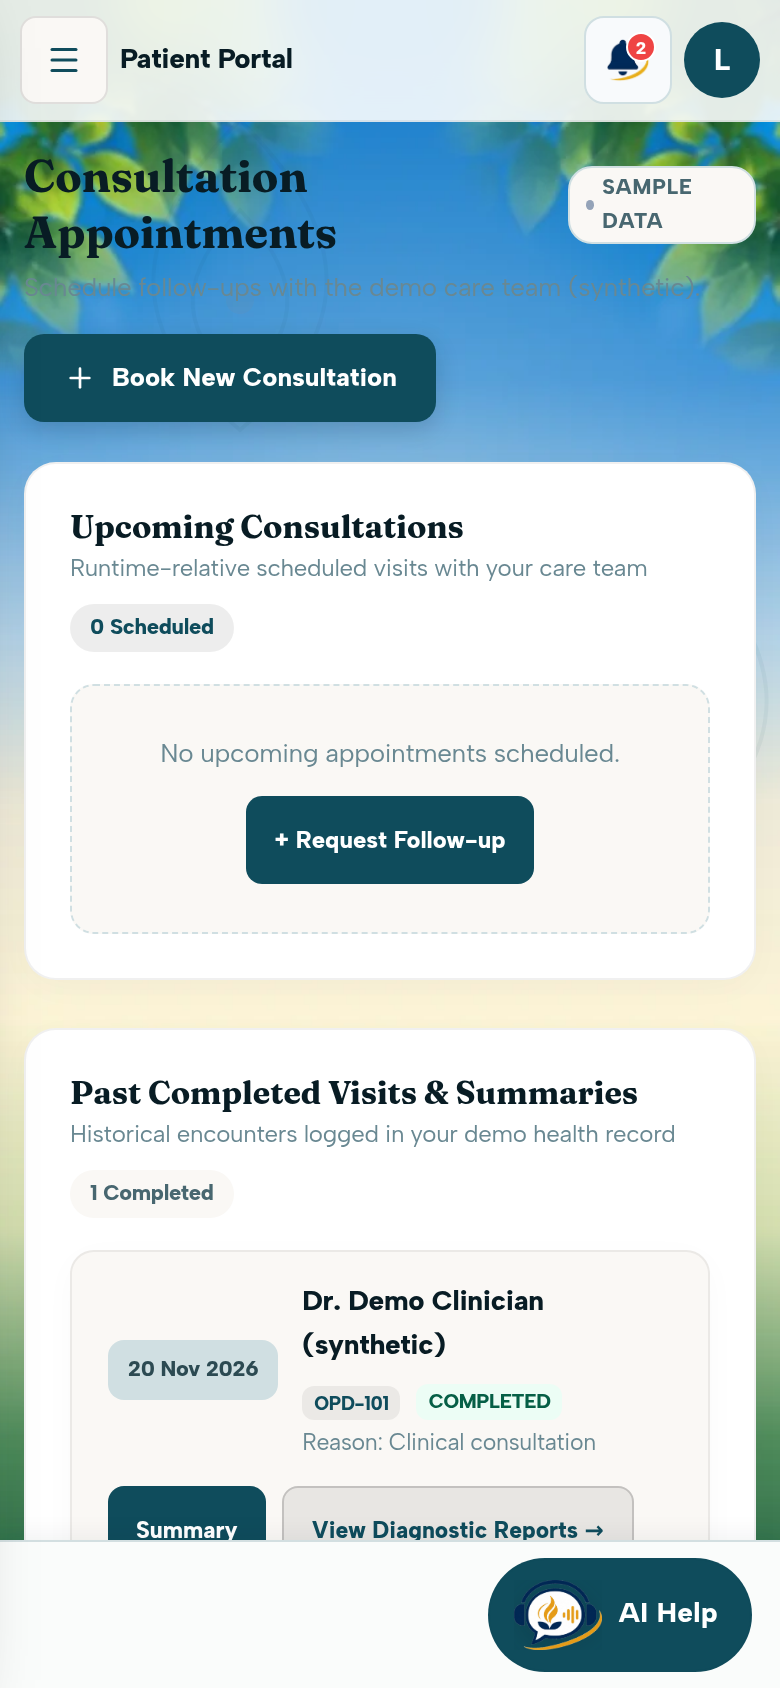 Patient Portal
2
L
Consultation
Appointments
SAMPLE
DATA
Schedule follow-ups with the demo care team (synthetic).
Book New Consultation
Upcoming Consultations
Runtime-relative scheduled visits with your care team
0 Scheduled
No upcoming appointments scheduled.
+ Request Follow-up
Past Completed Visits & Summaries
Historical encounters logged in your demo health record
1 Completed
Dr. Demo Clinician
(synthetic)
20 Nov 2026
OPD-101 COMPLETED
Reason: Clinical consultation
Summary
View Diagnostic Reports →
AI Help